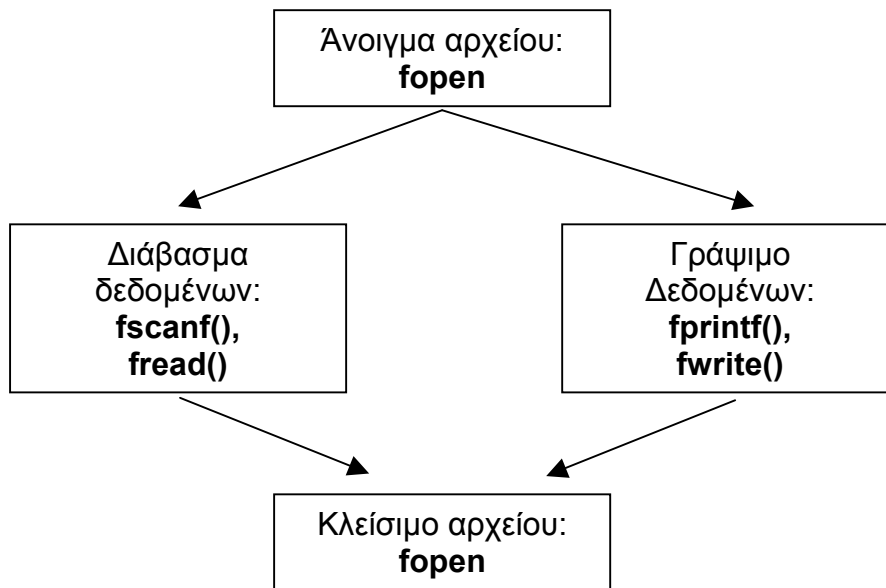 Άνοιγμα αρχείου:
fopen
Διάβασμα
δεδομένων:
fscanf(),
fread()
Γράψιμο
Δεδομένων:
fprintf(),
fwrite()
Κλείσιμο αρχείου:
fopen